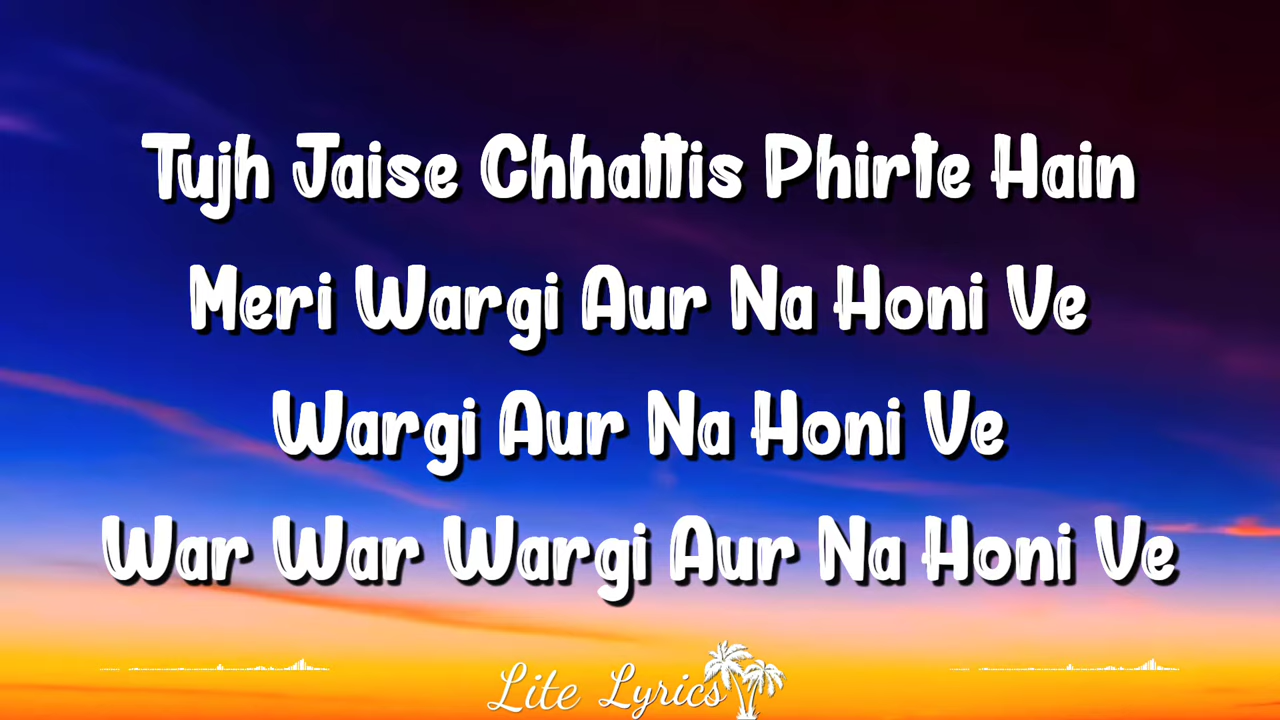 Tujh Jaise Chhattis Phirte Hain
Meri Wargi Aur Na Honi Ve
Wargi Aur Na Honi Ve
War War Wargi Aur Na Honi Ve
Lite Lyrics